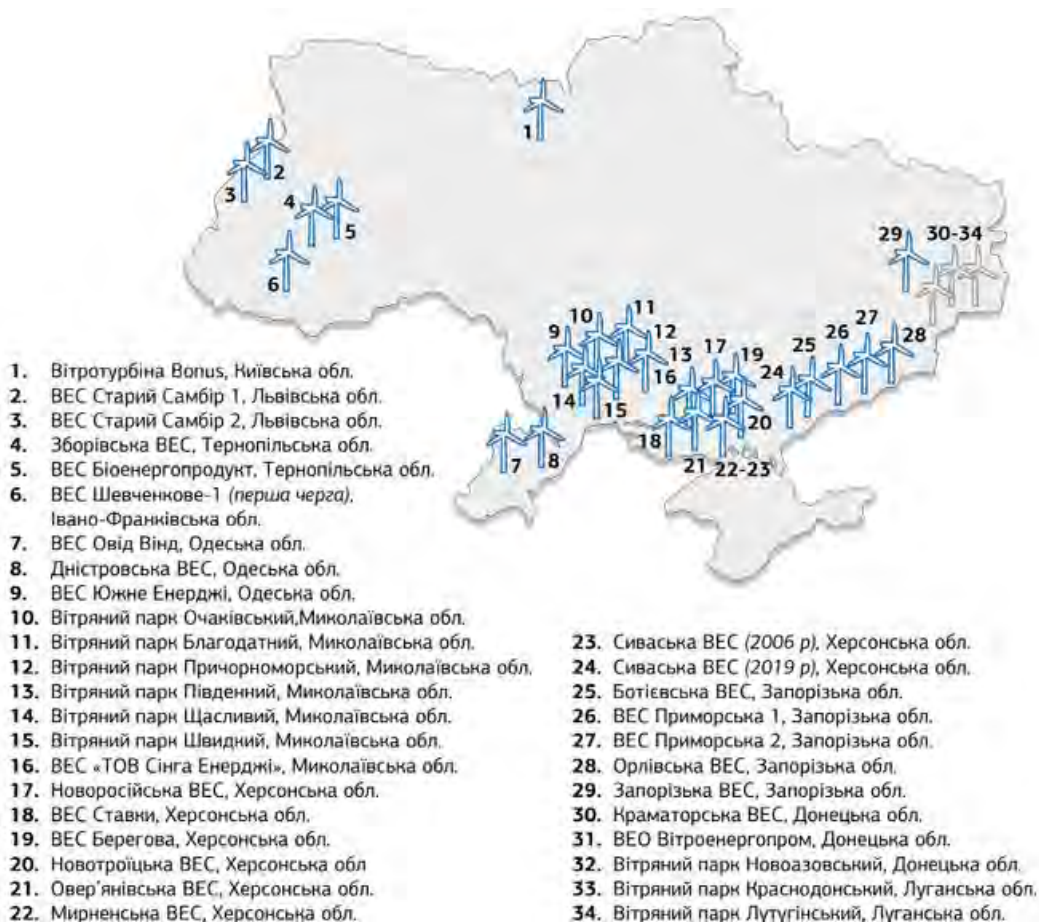 1
2
3
4
5
6
29
30-34
11
10
9
12
13
17
19
16
14
15
18
20
21
22-23
24
25
26
27
28
7
8
1. Вітротурбіна Bonus, Київська обл.
2. ВЕС Старий Самбір 1, Львівська обл.
3. ВЕС Старий Самбір 2, Львівська обл.
4. Зборівська ВЕС, Тернопільська обл.
5. ВЕС Біоенергопродукт, Тернопільська обл.
6. ВЕС Шевченкове-1 (перша черга),
Івано-Франківська обл.
7. ВЕС Овід Вінд, Одеська обл.
8. Дністровська ВЕС, Одеська обл.
9. ВЕС Южне Енерджі, Одеська обл.
10. Вітряний парк Очаківський,Миколаївська обл.
11. Вітряний парк Благодатний, Миколаївська обл.
12. Вітряний парк Причорноморський, Миколаївська обл.
13. Вітряний парк Південний, Миколаївська обл.
14. Вітряний парк Щасливий, Миколаївська обл.
15. Вітряний парк Швидкий, Миколаївська обл.
16. ВЕС «ТОВ Сінга Енерджі», Миколаївська обл.
17. Новоросійська ВЕС, Херсонська обл.
18. ВЕС Ставки, Херсонська обл.
19. ВЕС Берегова, Херсонська обл.
20. Новотроїцька ВЕС, Херсонська обл
21. Овер'янівська ВЕС, Херсонська обл.
22. Мирненська ВЕС, Херсонська обл.
23. Сиваська ВЕС (2006 р), Херсонська обл.
24. Сиваська ВЕС (2019 р), Херсонська обл.
25. Ботієвська ВЕС, Запорізька обл.
26. ВЕС Приморська 1, Запорізька обл.
27. ВЕС Приморська 2, Запорізька обл.
28. Орлівська ВЕС, Запорізька обл.
29. Запорізька ВЕС, Запорізька обл.
30. Краматорська ВЕС, Донецька обл.
31. ВЕО Вітроенергопром, Донецька обл.
32. Вітряний парк Новоазовський, Донецька обл.
33. Вітряний парк Краснодонський, Луганська обл.
34. Вітряний парк Лутугінський, Луганська обл.